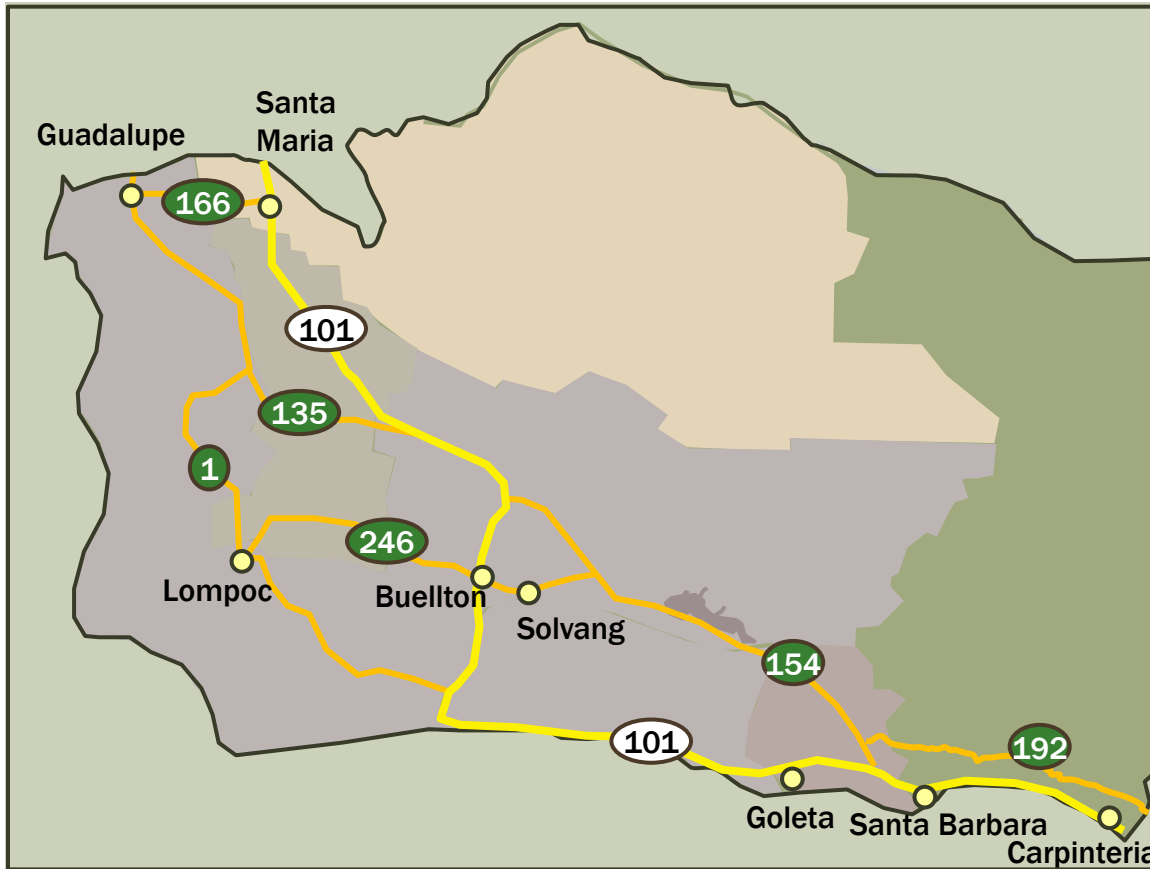 Santa
Maria
Guadalupe
166
101
135
1
246
Lompoc
Buellton
Solvang
154
101
192
Goleta
Santa Barbara
Carpinteria